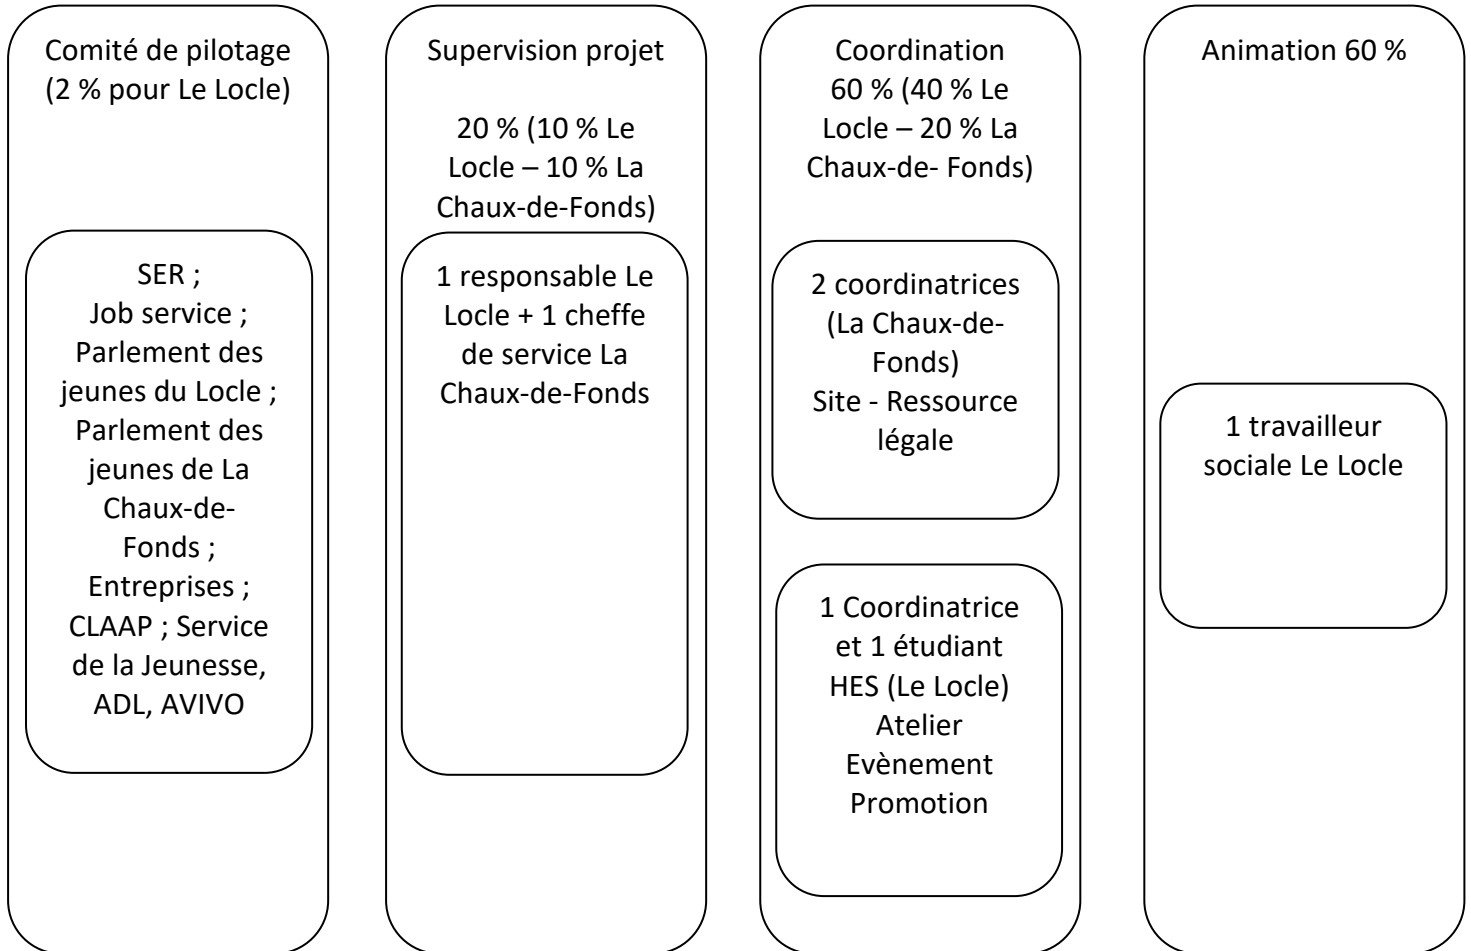 Comité de pilotage
(2 % pour Le Locle)
SER ;
Job service ;
Parlement des
jeunes du Locle ;
Parlement des
jeunes de La
Chaux-de-
Fonds ;
Entreprises ;
CLAAP ; Service
de la Jeunesse,
ADL, AVIVO
Supervision projet
20 % (10 % Le
Locle – 10 % La
Chaux-de-Fonds)
1 responsable Le
Locle + 1 cheffe
de service La
Chaux-de-Fonds
Coordination
60 % (40 % Le
Locle – 20 % La
Chaux-de- Fonds)
2 coordinatrices
(La Chaux-de-
Fonds)
Site - Ressource
légale
1 Coordinatrice
et 1 étudiant
HES (Le Locle)
Atelier
Evènement
Promotion
Animation 60 %
1 travailleur
sociale Le Locle